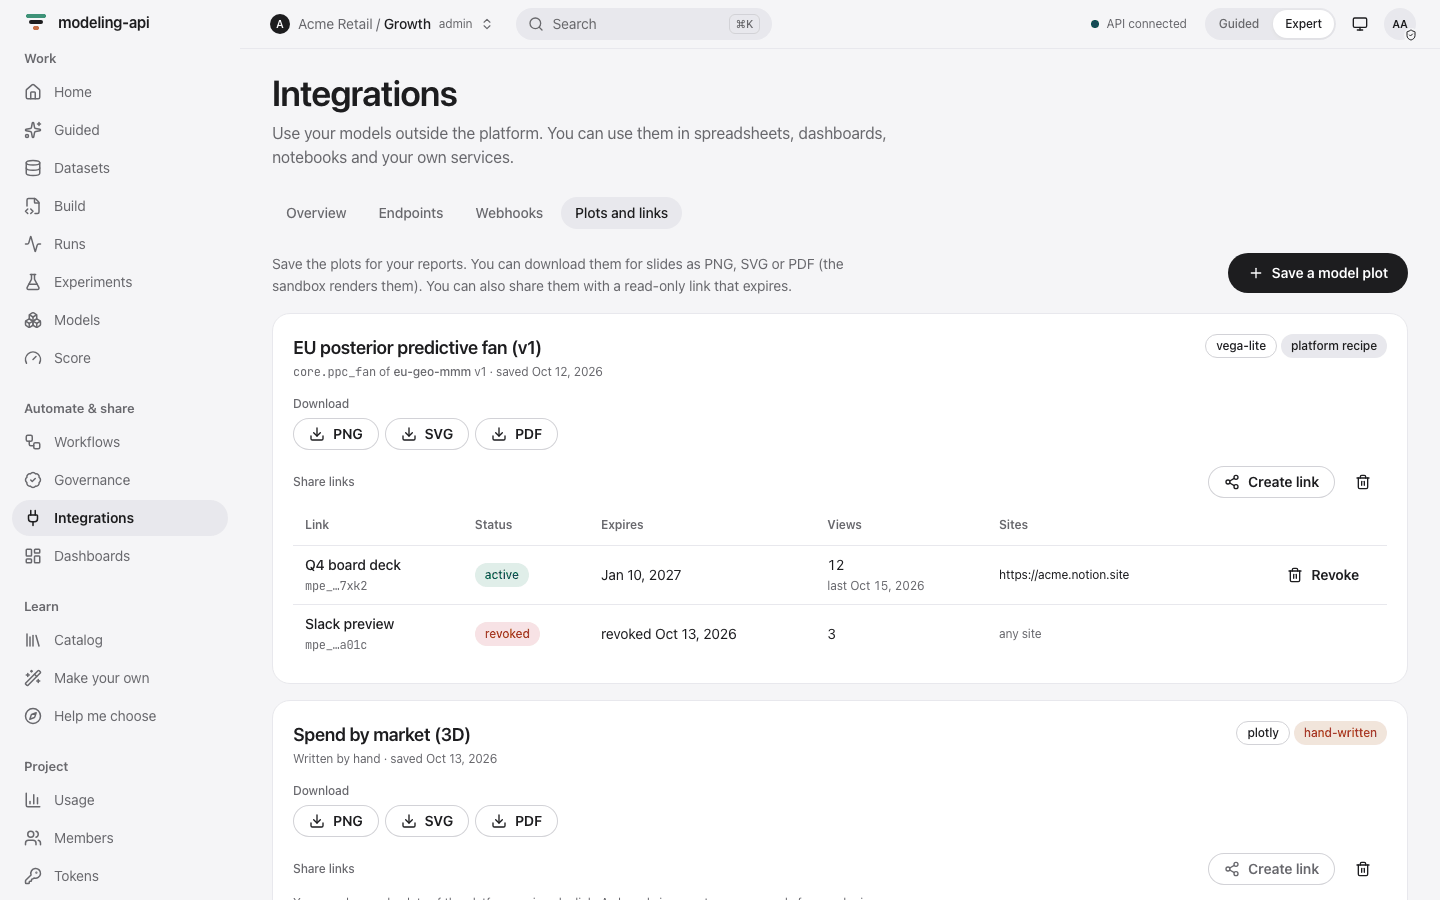 modeling-api
A Acme Retail / Growth admin
Search ⌘K
API connected
Guided Expert
AA
Work
Home
Guided
Datasets
Build
Runs
Experiments
Models
Score
Automate & share
Workflows
Governance
Integrations
Dashboards
Learn
Catalog
Make your own
Help me choose
Project
Usage
Members
Tokens
Integrations
Use your models outside the platform. You can use them in spreadsheets, dashboards,
notebooks and your own services.
Overview Endpoints Webhooks Plots and links
Save the plots for your reports. You can download them for slides as PNG, SVG or PDF (the
sandbox renders them). You can also share them with a read-only link that expires.
Save a model plot
EU posterior predictive fan (v1)
vega-lite platform recipe
core.ppc_fan of eu-geo-mmm v1 · saved Oct 12, 2026
Download
PNG SVG PDF
Share links
Create link
Link Status Expires Views Sites
Q4 board deck
mpe_…7xk2
active
Jan 10, 2027
12
last Oct 15, 2026
https://acme.notion.site
Revoke
Slack preview
mpe_…a01c
revoked
revoked Oct 13, 2026
3
any site
Spend by market (3D)
plotly hand-written
Written by hand · saved Oct 13, 2026
Download
PNG SVG PDF
Share links
Create link